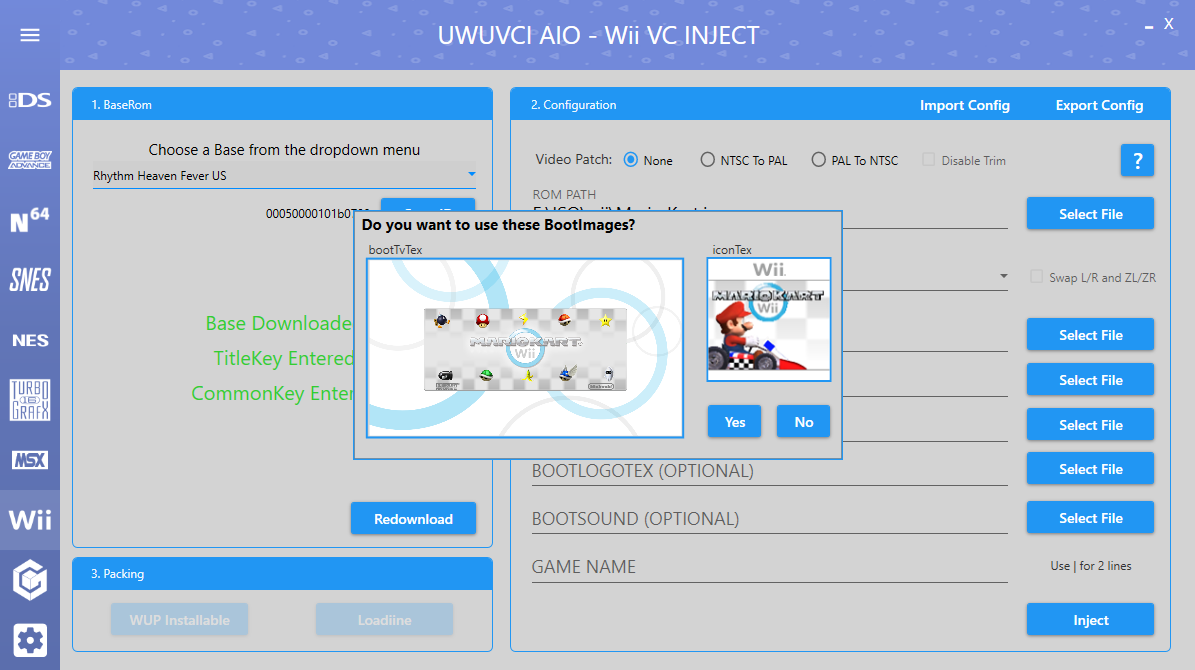 UWUVCI AIO - Wii VC INJECT
X
DS
GAME BOY ADVANCE
N64
SNES
NES
TURBO
16
GRAFX
MSX
Wii
1. BaseRom
Choose a Base from the dropdown menu
Rhythm Heaven Fever US
00050000101b0
Base Downloade
TitleKey Entered
CommonKey Enter
Redownload
3. Packing
WUP Installable
Loadiine
2. Configuration
Import Config
Export Config
Video Patch:
None
NTSC To PAL
PAL To NTSC
Disable Trim
?
ROM PATH
Select File
Swap L/R and ZL/ZR
Select File
Select File
Select File
BOOTLOGOTEX (OPTIONAL)
Select File
BOOTSOUND (OPTIONAL)
Select File
GAME NAME
Use | for 2 lines
Inject
Do you want to use these BootImages?
bootTvTex
MARIOKART
Wii
Nintendo
iconTex
Wii
MARIOKART
Wii
Yes
No